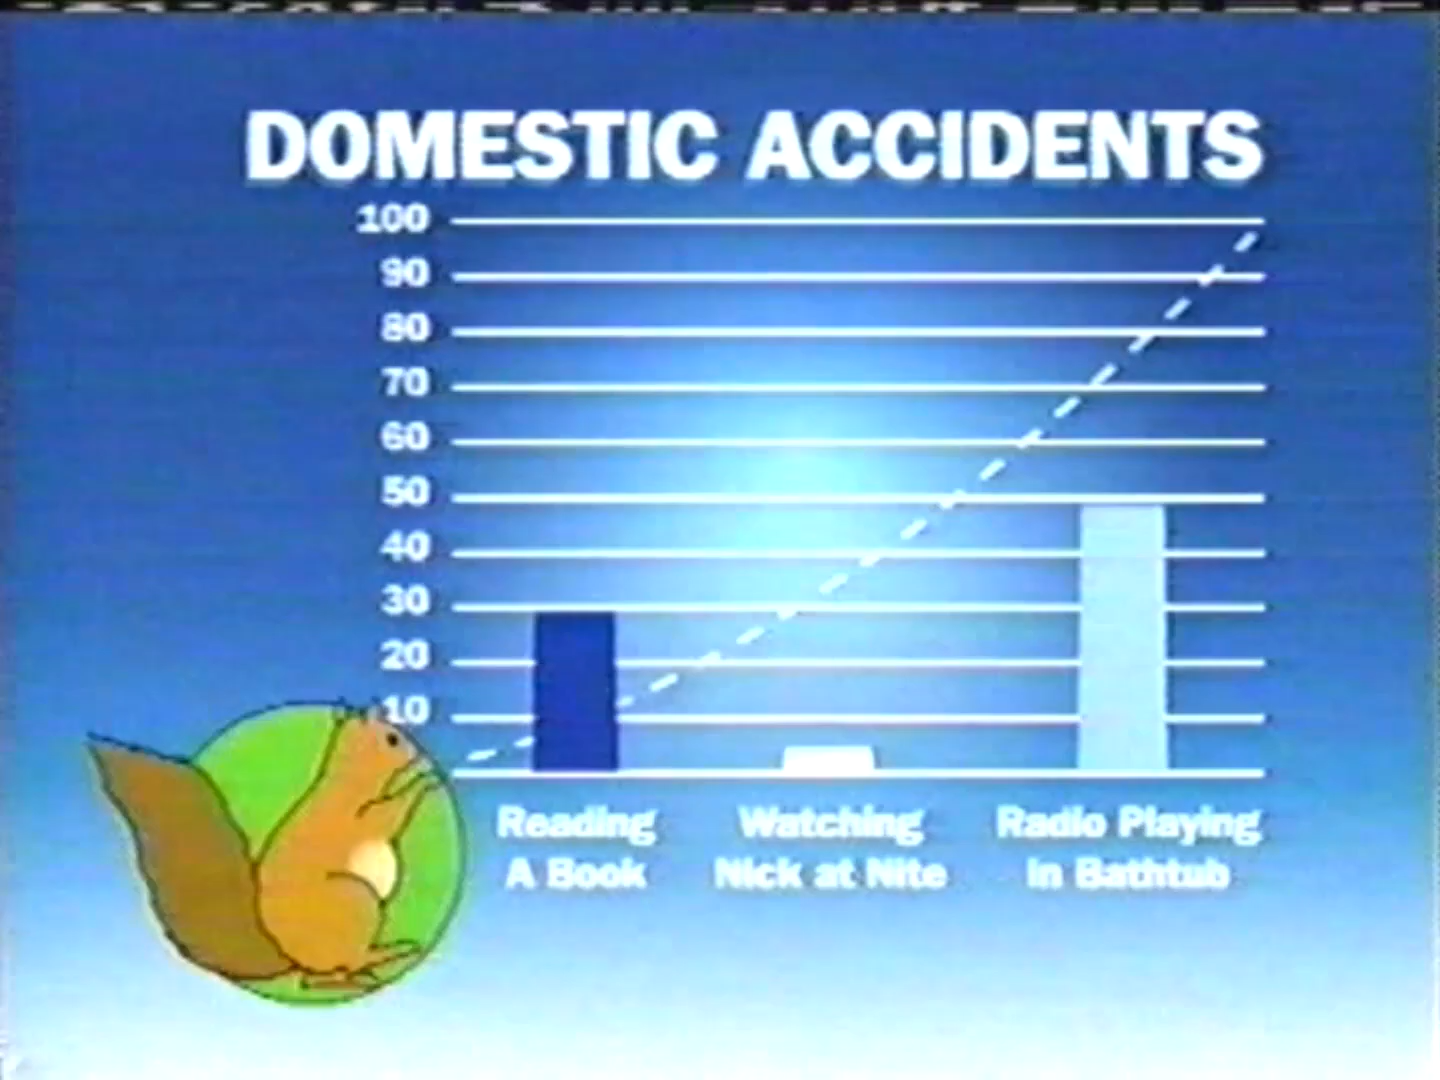 DOMESTIC ACCIDENTS
100
90
80
70
60
50
40
30
20
10
Reading
A Book
Watching
Nick at Nite
Radio Playing
in Bathtub